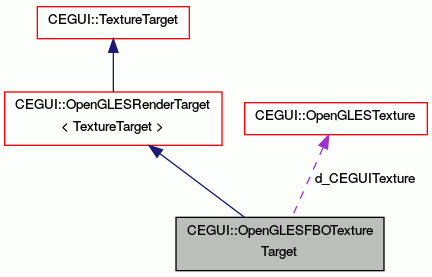 CEGUI::TextureTarget
CEGUI::OpenGLESRenderTarget
< TextureTarget >
CEGUI::OpenGLESTexture
d_CEGUITexture
CEGUI::OpenGLESFBOTexture
Target